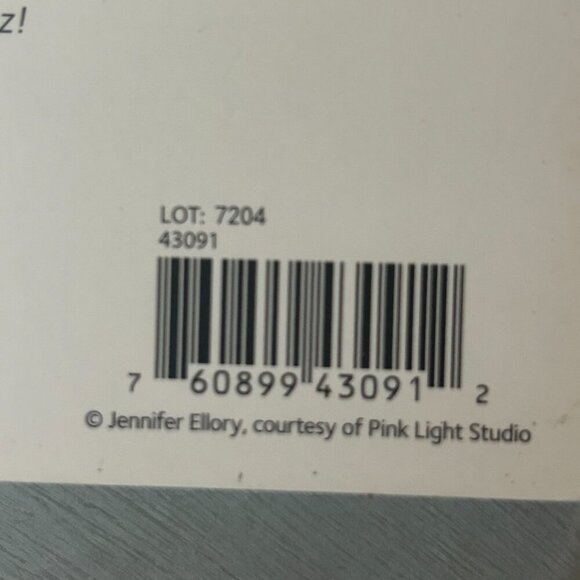 z!
LOT: 7204
43091
7 60899 43091 2
© Jennifer Ellory, courtesy of Pink Light Studio